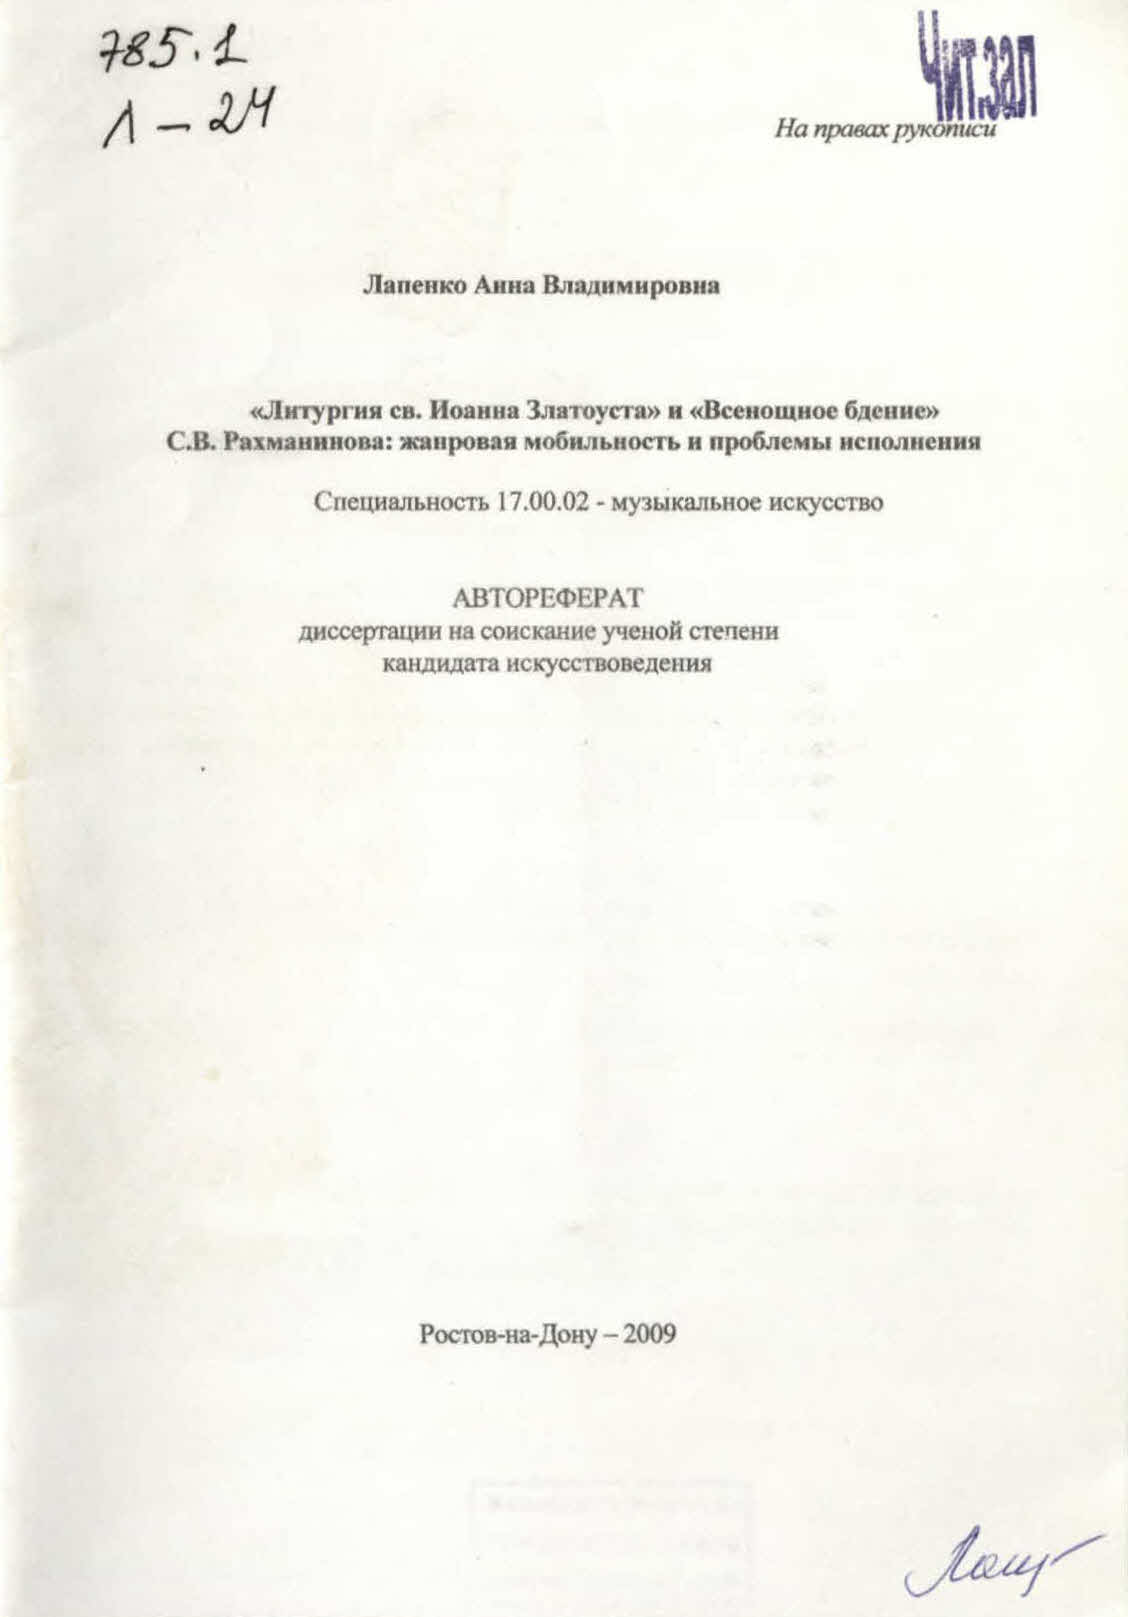 785.1
Л-24
Чит.зал
На правах рукописи
Лапенко Анна Владимировна
«Литургия св. Иоанна Златоуста» и «Всенощное бдение»
С.В. Рахманинова: жанровая мобильность и проблемы исполнения
Специальность 17.00.02 - музыкальное искусство
АВТОРЕФЕРАТ
диссертации на соискание ученой степени
кандидата искусствоведения
Ростов-на-Дону – 2009